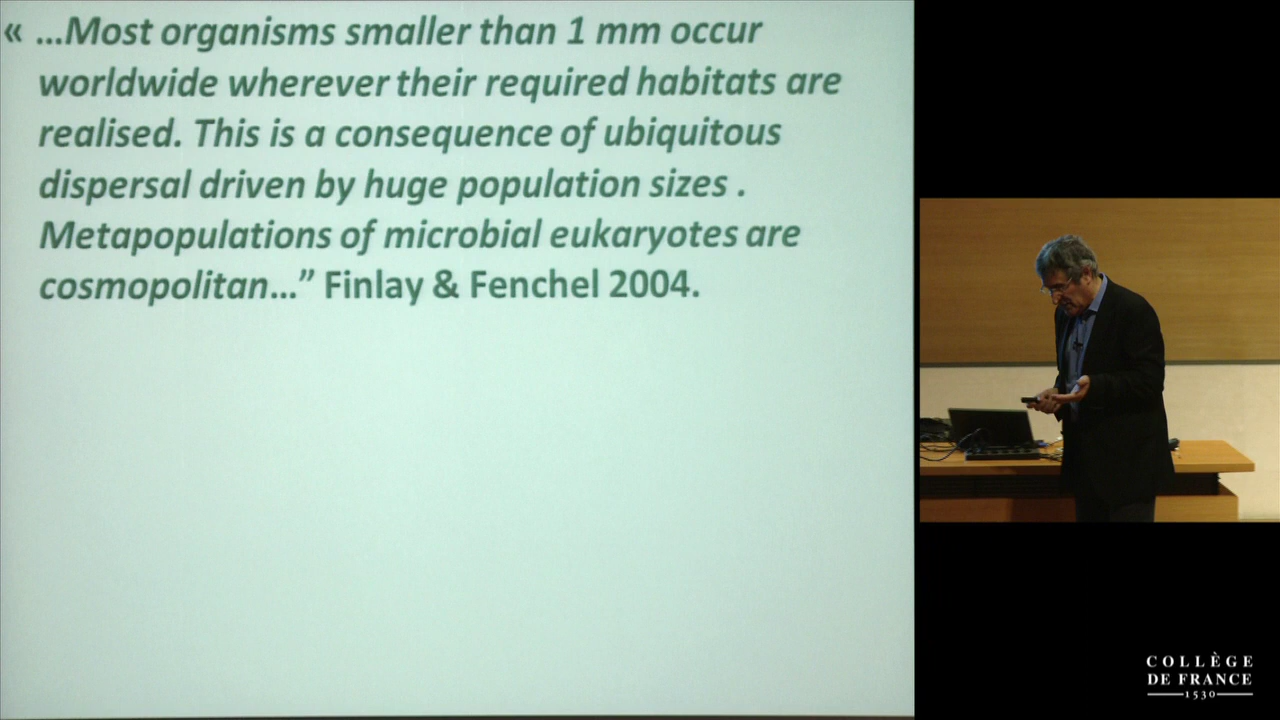 « …Most organisms smaller than 1 mm occur
worldwide wherever their required habitats are
realised. This is a consequence of ubiquitous
dispersal driven by huge population sizes .
Metapopulations of microbial eukaryotes are
cosmopolitan…” Finlay & Fenchel 2004.
COLLÈGE
DE FRANCE
1530